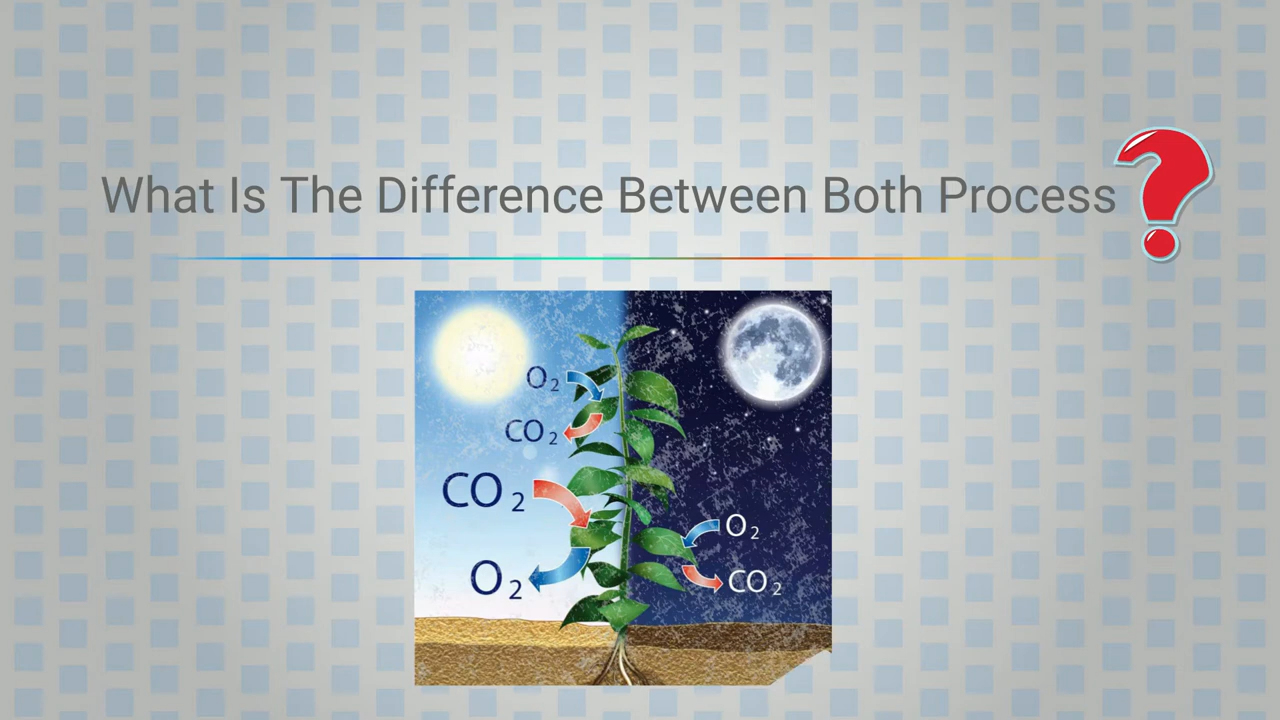 What Is The Difference Between Both Process?
O₂
CO₂
CO₂
O₂
O₂
CO₂